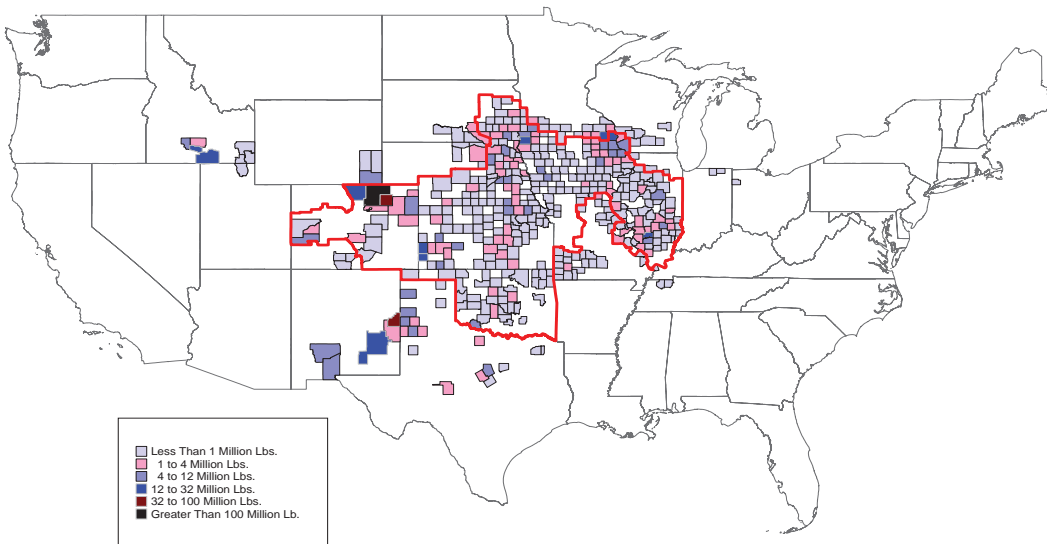 Less Than 1 Million Lbs.
1 to 4 Million Lbs.
4 to 12 Million Lbs.
12 to 32 Million Lbs.
32 to 100 Million Lbs.
Greater Than 100 Million Lb.